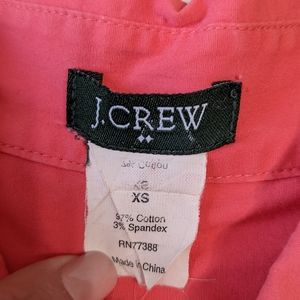 J.CREW
XS
97% Cotton
3% Spandex
RN77388
Made in China